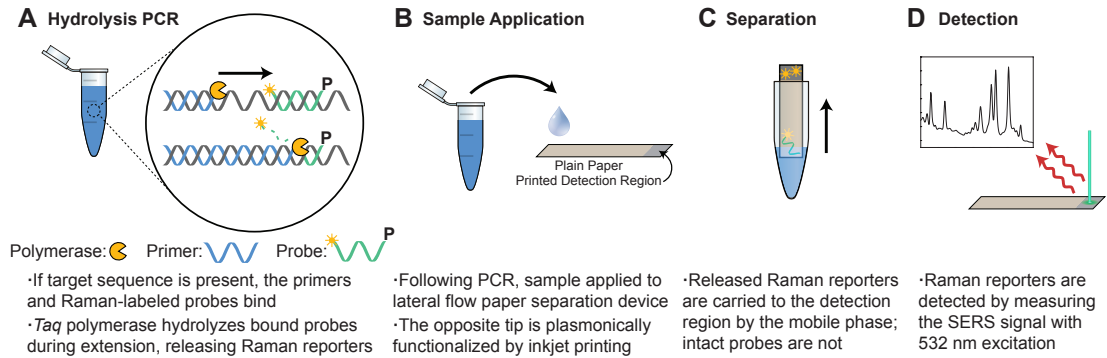 A Hydrolysis PCR
B Sample Application
C Separation
D Detection
P
P
Plain Paper
Printed Detection Region
Polymerase: Primer: Probe: P
·If target sequence is present, the primers
and Raman-labeled probes bind
·Taq polymerase hydrolyzes bound probes
during extension, releasing Raman reporters
·Following PCR, sample applied to
lateral flow paper separation device
·The opposite tip is plasmonically
functionalized by inkjet printing
·Released Raman reporters
are carried to the detection
region by the mobile phase;
intact probes are not
·Raman reporters are
detected by measuring
the SERS signal with
532 nm excitation